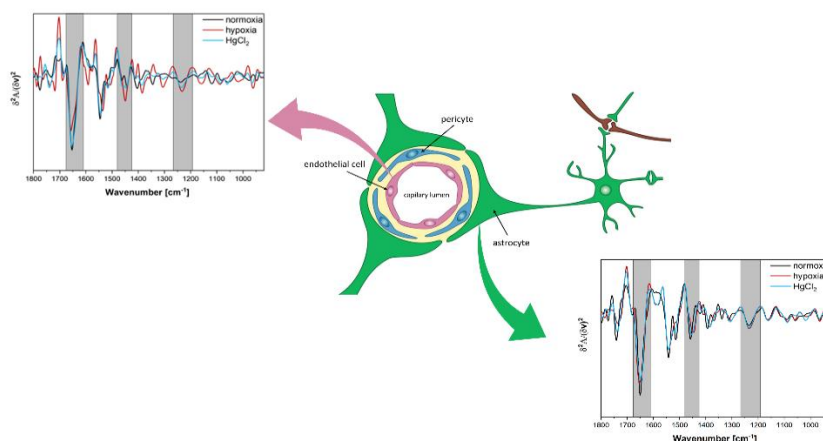 normoxia
hypoxia
HgCl₂
δ²A/(δν)²
1800 1700 1600 1500 1400 1300 1200 1100 1000
Wavenumber [cm⁻¹]
pericyte
endothelial cell
capillary lumen
astrocyte
normoxia
hypoxia
HgCl₂
δ²A/(δν)²
1800 1700 1600 1500 1400 1300 1200 1100 1000
Wavenumber [cm⁻¹]